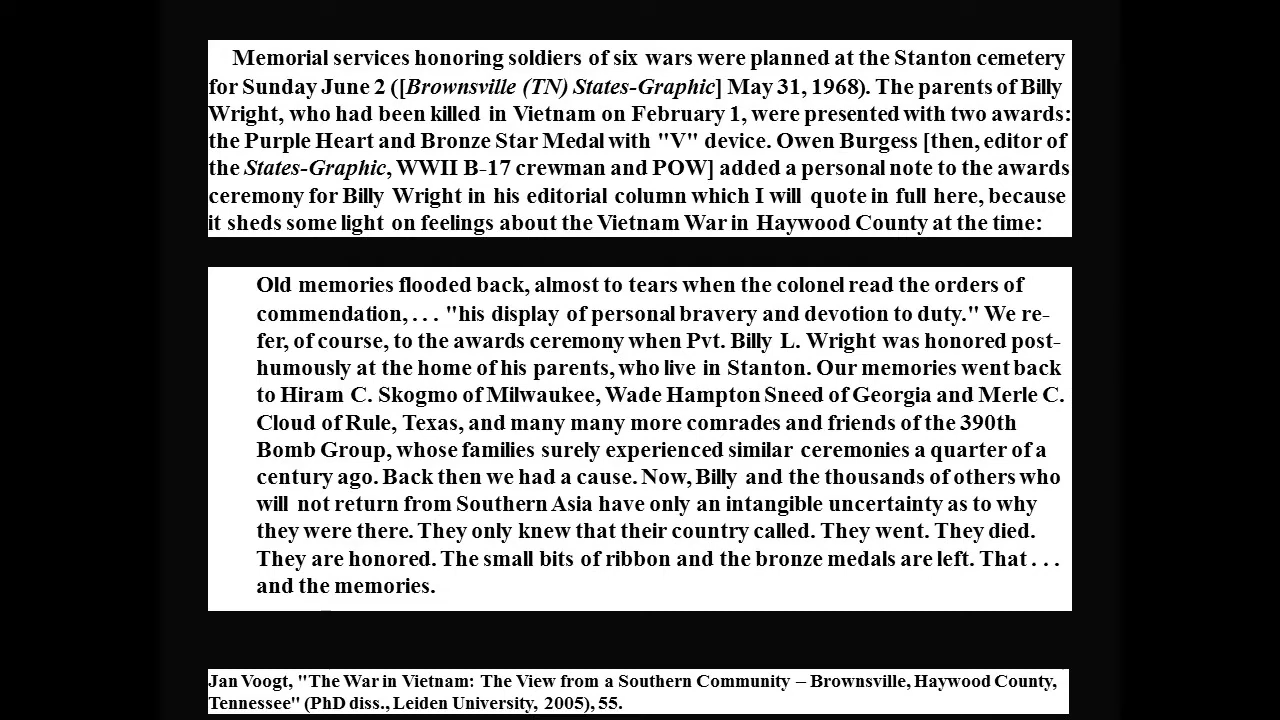 Memorial services honoring soldiers of six wars were planned at the Stanton cemetery
for Sunday June 2 ([Brownsville (TN) States-Graphic] May 31, 1968). The parents of Billy
Wright, who had been killed in Vietnam on February 1, were presented with two awards:
the Purple Heart and Bronze Star Medal with "V" device. Owen Burgess [then, editor of
the States-Graphic, WWII B-17 crewman and POW] added a personal note to the awards
ceremony for Billy Wright in his editorial column which I will quote in full here, because
it sheds some light on feelings about the Vietnam War in Haywood County at the time:
Old memories flooded back, almost to tears when the colonel read the orders of
commendation, . . . "his display of personal bravery and devotion to duty." We re-
fer, of course, to the awards ceremony when Pvt. Billy L. Wright was honored post-
humously at the home of his parents, who live in Stanton. Our memories went back
to Hiram C. Skogmo of Milwaukee, Wade Hampton Sneed of Georgia and Merle C.
Cloud of Rule, Texas, and many many more comrades and friends of the 390th
Bomb Group, whose families surely experienced similar ceremonies a quarter of a
century ago. Back then we had a cause. Now, Billy and the thousands of others who
will not return from Southern Asia have only an intangible uncertainty as to why
they were there. They only knew that their country called. They went. They died.
They are honored. The small bits of ribbon and the bronze medals are left. That . . .
and the memories.
Jan Voogt, "The War in Vietnam: The View from a Southern Community – Brownsville, Haywood County,
Tennessee" (PhD diss., Leiden University, 2005), 55.